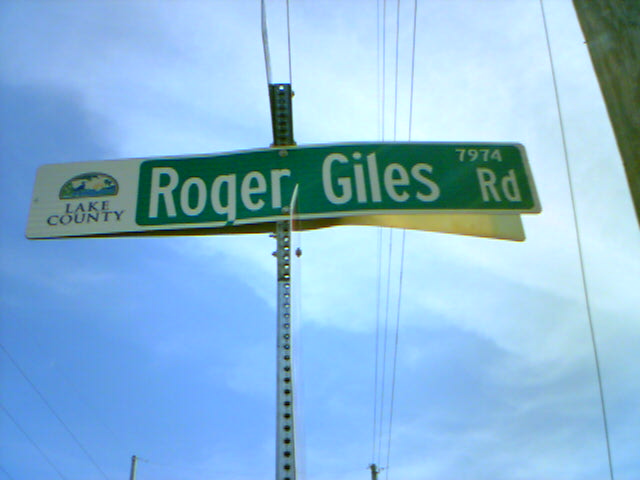 LAKE
COUNTY
Roger Giles Rd
7974